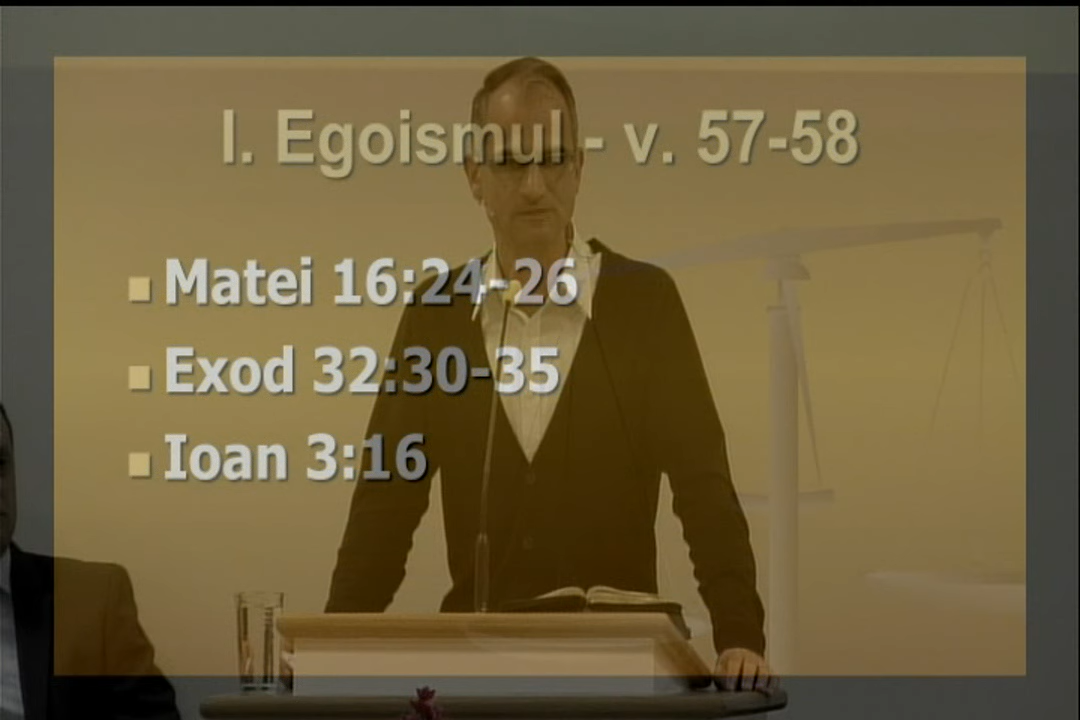 I. Egoismul - v. 57-58
Matei 16:24-26
Exod 32:30-35
Ioan 3:16